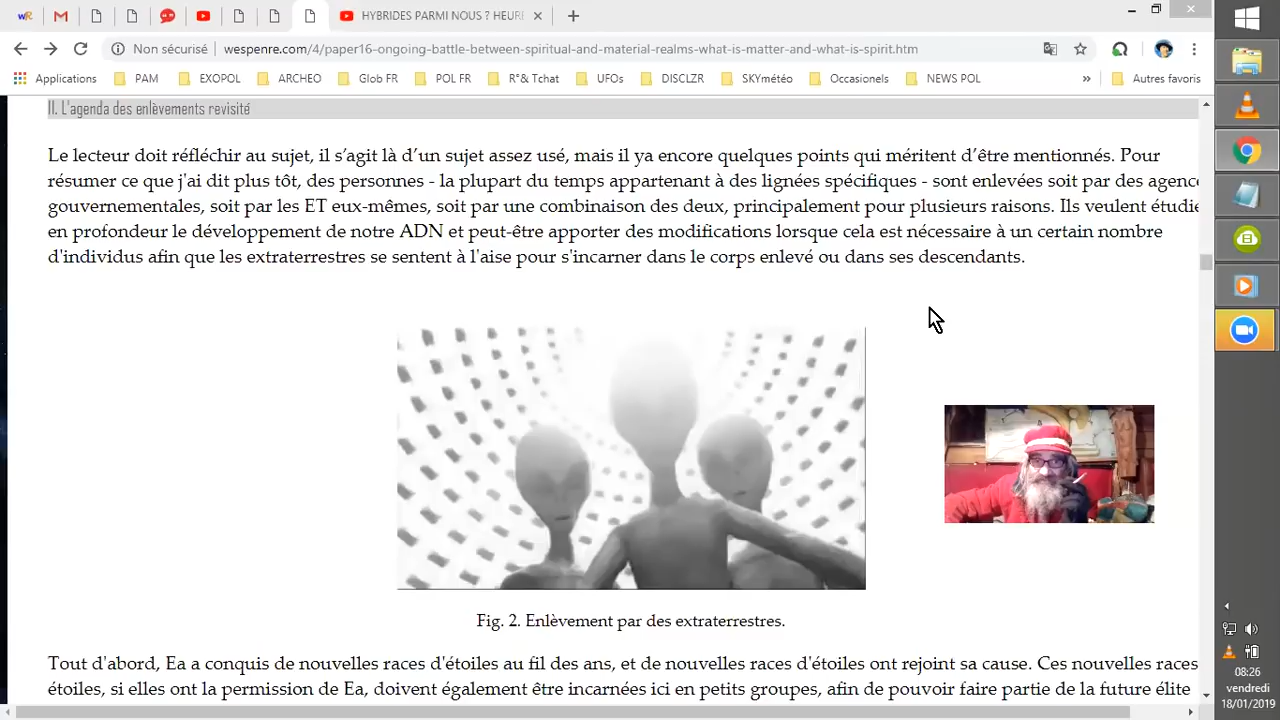 HYBRIDES PARMI NOUS ? HEURE
Non sécurisé
wespenre.com/4/paper16-ongoing-battle-between-spiritual-and-material-realms-what-is-matter-and-what-is-spirit.htm
Applications PAM EXOPOL ARCHEO Glob FR POL FR R*& Tchat UFOs DISCLZR SKYmétéo Occasionels NEWS POL » Autres favoris
II. L'agenda des enlèvements revisité
Le lecteur doit réfléchir au sujet, il s'agit là d'un sujet assez usé, mais il ya encore quelques points qui méritent d'être mentionnés. Pour
résumer ce que j'ai dit plus tôt, des personnes - la plupart du temps appartenant à des lignées spécifiques - sont enlevées soit par des agence
gouvernementales, soit par les ET eux-mêmes, soit par une combinaison des deux, principalement pour plusieurs raisons. Ils veulent étudie
en profondeur le développement de notre ADN et peut-être apporter des modifications lorsque cela est nécessaire à un certain nombre
d'individus afin que les extraterrestres se sentent à l'aise pour s'incarner dans le corps enlevé ou dans ses descendants.
Fig. 2. Enlèvement par des extraterrestres.
Tout d'abord, Ea a conquis de nouvelles races d'étoiles au fil des ans, et de nouvelles races d'étoiles ont rejoint sa cause. Ces nouvelles races
étoiles, si elles ont la permission de Ea, doivent également être incarnées ici en petits groupes, afin de pouvoir faire partie de la future élite
08:26
vendredi
18/01/2019